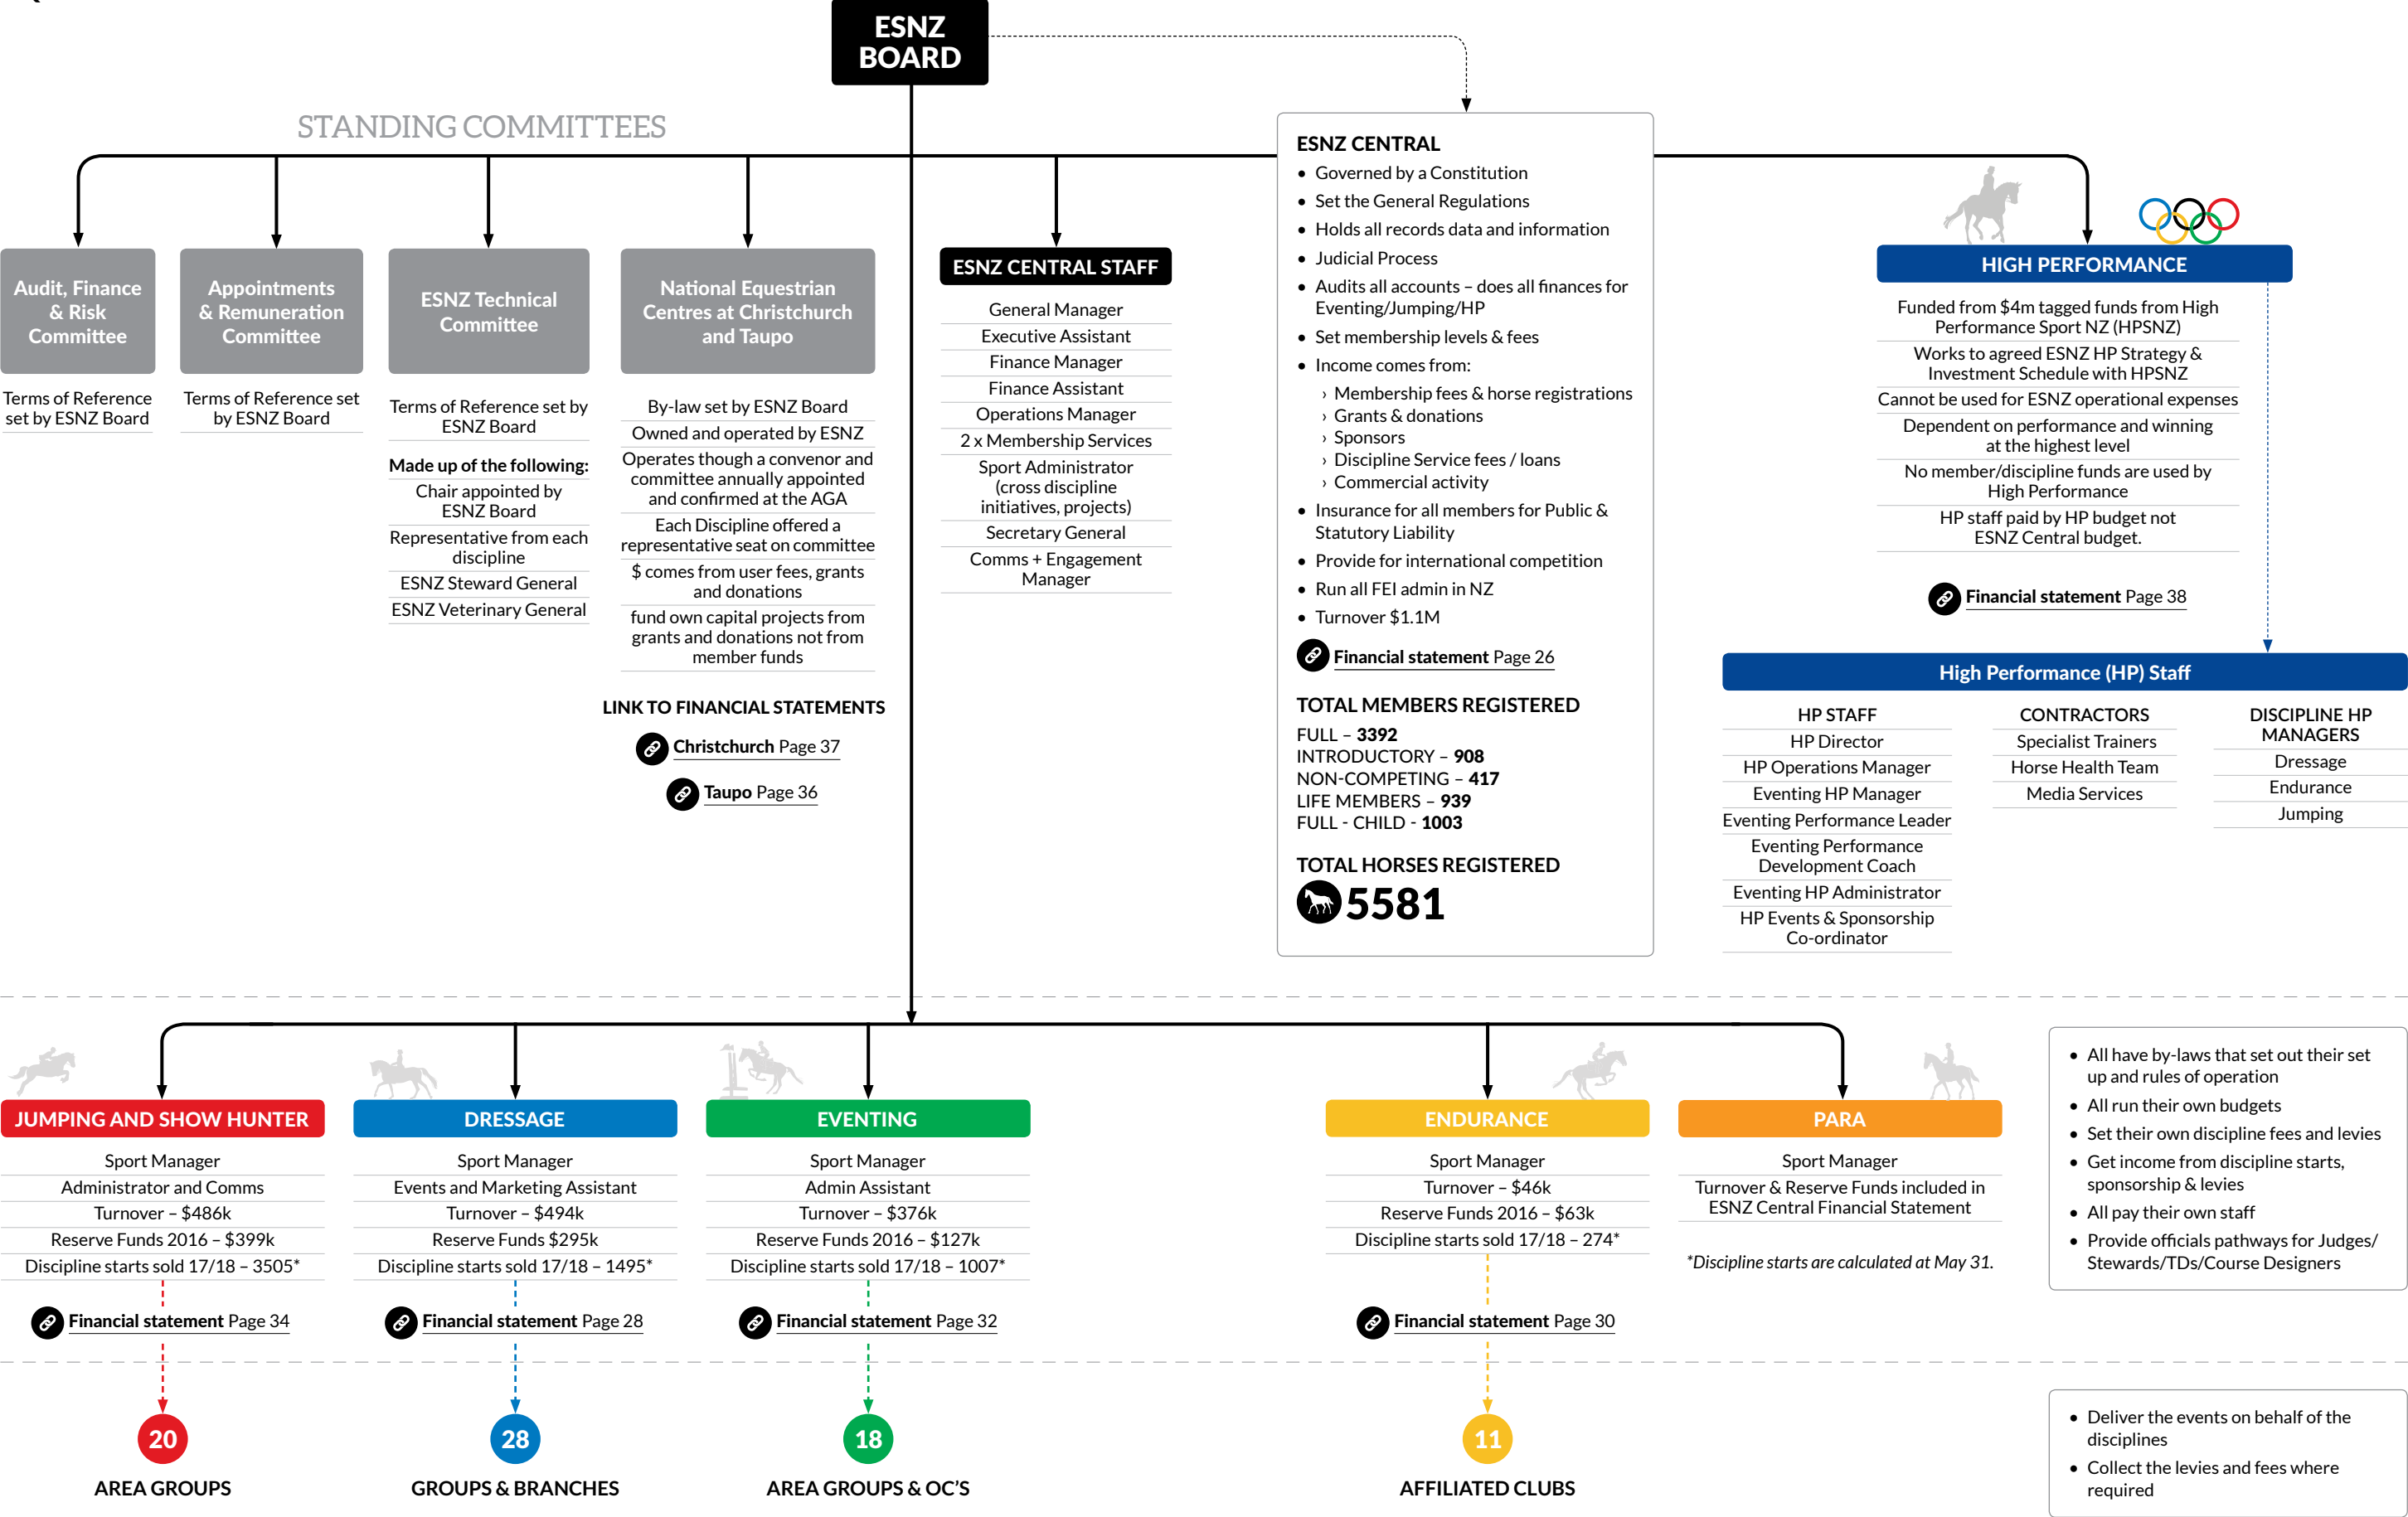 ESNZ
BOARD
STANDING COMMITTEES
Audit, Finance
& Risk
Committee
Terms of Reference
set by ESNZ Board
Appointments
& Remuneration
Committee
Terms of Reference set
by ESNZ Board
ESNZ Technical
Committee
Terms of Reference set by
ESNZ Board
Made up of the following:
Chair appointed by
ESNZ Board
Representative from each
discipline
ESNZ Steward General
ESNZ Veterinary General
National Equestrian
Centres at Christchurch
and Taupo
By-law set by ESNZ Board
Owned and operated by ESNZ
Operates though a convenor and
committee annually appointed
and confirmed at the AGA
Each Discipline offered a
representative seat on committee
$ comes from user fees, grants
and donations
fund own capital projects from
grants and donations not from
member funds
LINK TO FINANCIAL STATEMENTS
Christchurch Page 37
Taupo Page 36
ESNZ CENTRAL STAFF
General Manager
Executive Assistant
Finance Manager
Finance Assistant
Operations Manager
2 x Membership Services
Sport Administrator
(cross discipline
initiatives, projects)
Secretary General
Comms + Engagement
Manager
ESNZ CENTRAL
• Governed by a Constitution
• Set the General Regulations
• Holds all records data and information
• Judicial Process
• Audits all accounts – does all finances for
Eventing/Jumping/HP
• Set membership levels & fees
• Income comes from:
› Membership fees & horse registrations
› Grants & donations
› Sponsors
› Discipline Service fees / loans
› Commercial activity
• Insurance for all members for Public &
Statutory Liability
• Provide for international competition
• Run all FEI admin in NZ
• Turnover $1.1M
Financial statement Page 26
TOTAL MEMBERS REGISTERED
FULL – 3392
INTRODUCTORY – 908
NON-COMPETING – 417
LIFE MEMBERS – 939
FULL - CHILD - 1003
TOTAL HORSES REGISTERED
5581
HIGH PERFORMANCE
Funded from $4m tagged funds from High
Performance Sport NZ (HPSNZ)
Works to agreed ESNZ HP Strategy &
Investment Schedule with HPSNZ
Cannot be used for ESNZ operational expenses
Dependent on performance and winning
at the highest level
No member/discipline funds are used by
High Performance
HP staff paid by HP budget not
ESNZ Central budget.
Financial statement Page 38
High Performance (HP) Staff
HP STAFF
HP Director
HP Operations Manager
Eventing HP Manager
Eventing Performance Leader
Eventing Performance
Development Coach
Eventing HP Administrator
HP Events & Sponsorship
Co-ordinator
CONTRACTORS
Specialist Trainers
Horse Health Team
Media Services
DISCIPLINE HP
MANAGERS
Dressage
Endurance
Jumping
JUMPING AND SHOW HUNTER
Sport Manager
Administrator and Comms
Turnover – $486k
Reserve Funds 2016 – $399k
Discipline starts sold 17/18 – 3505*
Financial statement Page 34
20
AREA GROUPS
DRESSAGE
Sport Manager
Events and Marketing Assistant
Turnover – $494k
Reserve Funds $295k
Discipline starts sold 17/18 – 1495*
Financial statement Page 28
28
GROUPS & BRANCHES
EVENTING
Sport Manager
Admin Assistant
Turnover – $376k
Reserve Funds 2016 – $127k
Discipline starts sold 17/18 – 1007*
Financial statement Page 32
18
AREA GROUPS & OC'S
ENDURANCE
Sport Manager
Turnover – $46k
Reserve Funds 2016 – $63k
Discipline starts sold 17/18 – 274*
Financial statement Page 30
11
AFFILIATED CLUBS
PARA
Sport Manager
Turnover & Reserve Funds included in
ESNZ Central Financial Statement
*Discipline starts are calculated at May 31.
• All have by-laws that set out their set
up and rules of operation
• All run their own budgets
• Set their own discipline fees and levies
• Get income from discipline starts,
sponsorship & levies
• All pay their own staff
• Provide officials pathways for Judges/
Stewards/TDs/Course Designers
• Deliver the events on behalf of the
disciplines
• Collect the levies and fees where
required